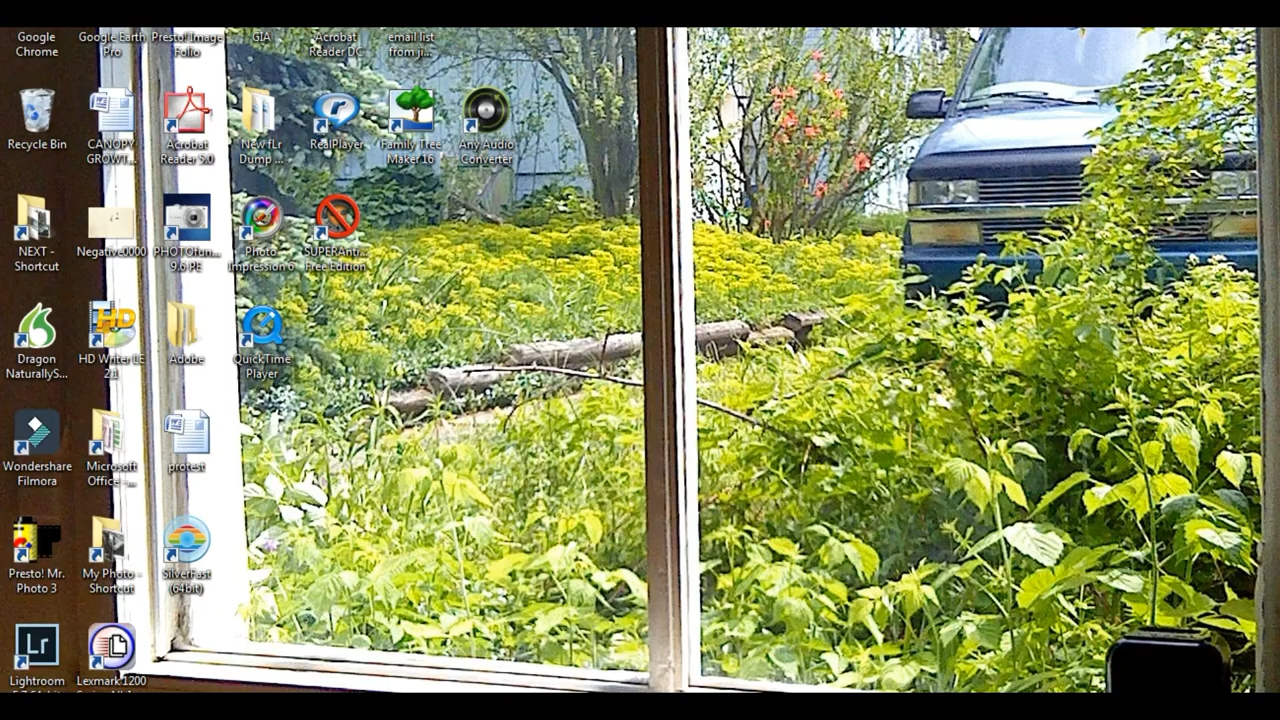 Google
Chrome
Google Earth
Pro
Presto! Image
Folio
GIA
Acrobat
Reader DC
email list
from ji...
Recycle Bin
CANOPY
GROWT...
Acrobat
Reader 5.0
New fLr
Dump ...
RealPlayer
Family Tree
Maker 16
Any Audio
Converter
NEXT -
Shortcut
Negative0000
PHOTOfun...
9.6 PE
Photo
Impression 6
SUPERAnti...
Free Edition
Dragon
NaturallyS...
HD
HD Writer LE
2.1
Adobe
QuickTime
Player
Wondershare
Filmora
Microsoft
Office -...
protest
Presto! Mr.
Photo 3
My Photo -
Shortcut
SilverFast
(64bit)
Lr
Lightroom
Lexmark 1200